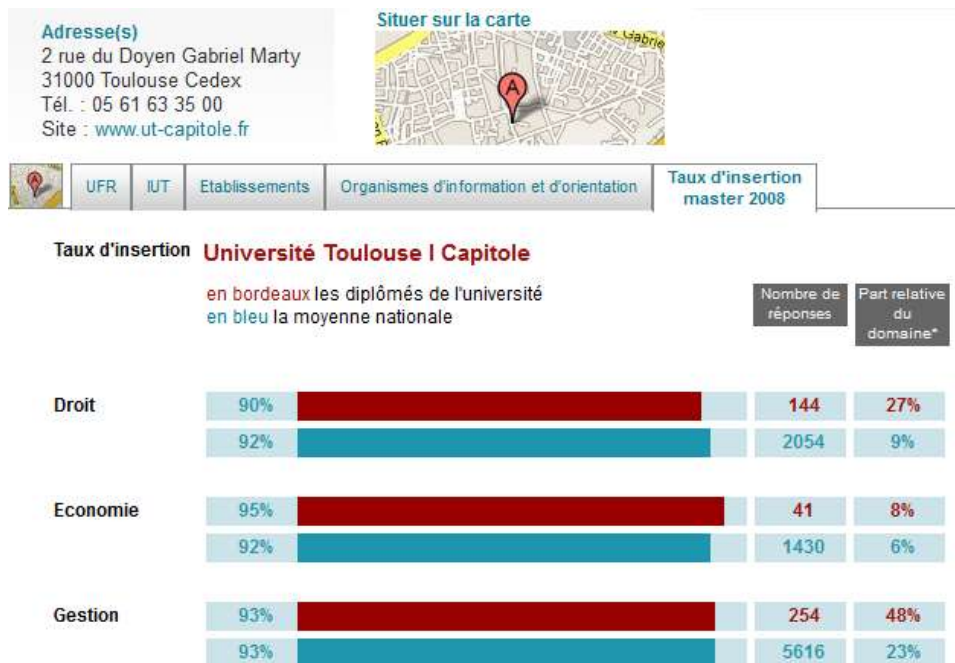 Adresse(s)
2 rue du Doyen Gabriel Marty
31000 Toulouse Cedex
Tél. : 05 61 63 35 00
Site : www.ut-capitole.fr
Situer sur la carte
Gabrie
A
UFR
IUT
Etablissements
Organismes d'information et d'orientation
Taux d'insertion
master 2008
Taux d'insertion Université Toulouse I Capitole
en bordeaux les diplômés de l'université
en bleu la moyenne nationale
Nombre de
réponses
Part relative
du
domaine*
Droit 90% 144 27%
92% 2054 9%
Economie 95% 41 8%
92% 1430 6%
Gestion 93% 254 48%
93% 5616 23%